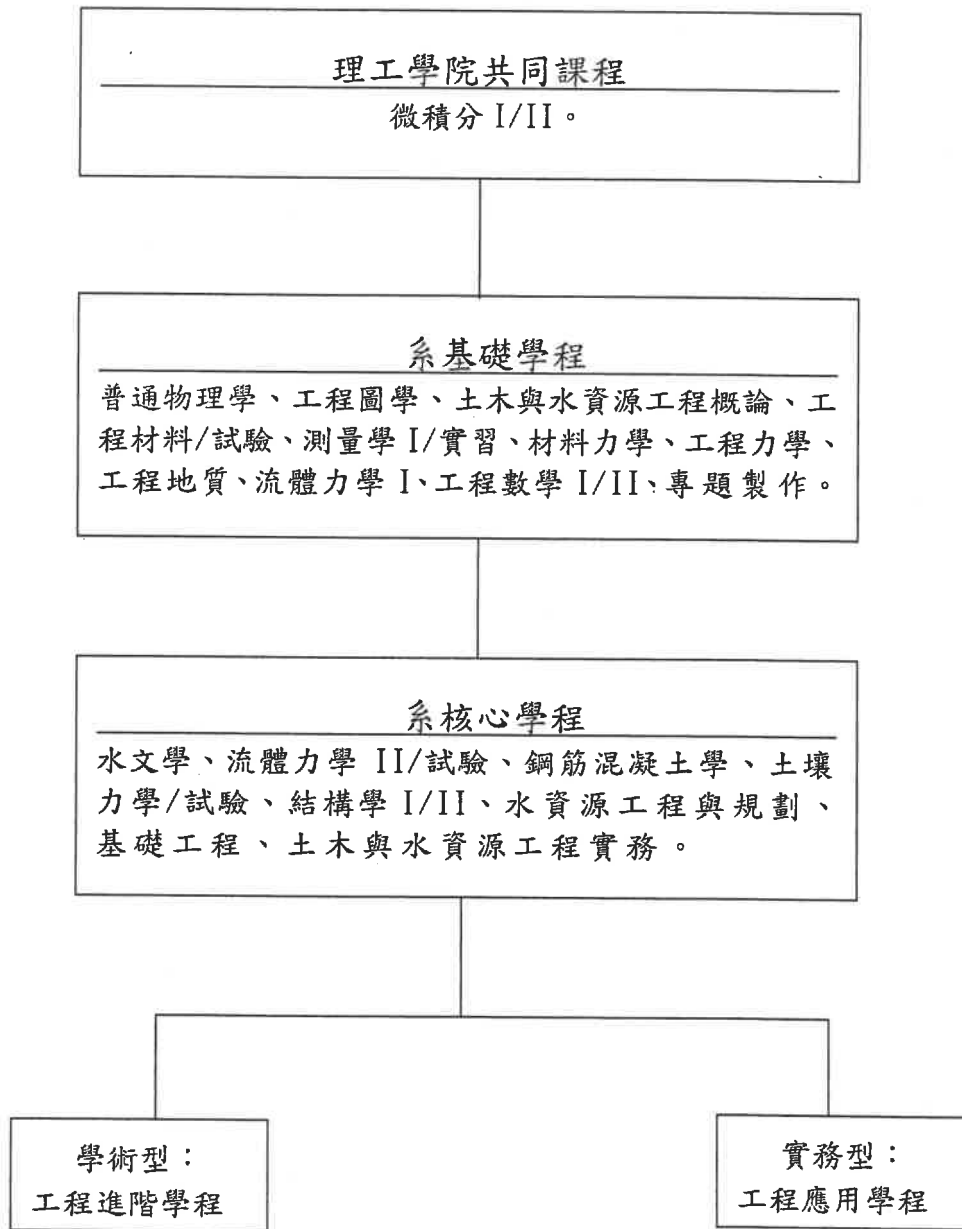 理工學院共同課程
微積分 I/II。
系基礎學程
普通物理學、工程圖學、土木與水資源工程概論、工
程材料/試驗、測量學 I/實習、材料力學、工程力學、
工程地質、流體力學 I、工程數學 I/II、專題製作。
系核心學程
水文學、流體力學 II/試驗、鋼筋混凝土學、土壤
力學/試驗、結構學 I/II、水資源工程與規劃、
基礎工程、土木與水資源工程實務。
學術型：
工程進階學程
實務型：
工程應用學程